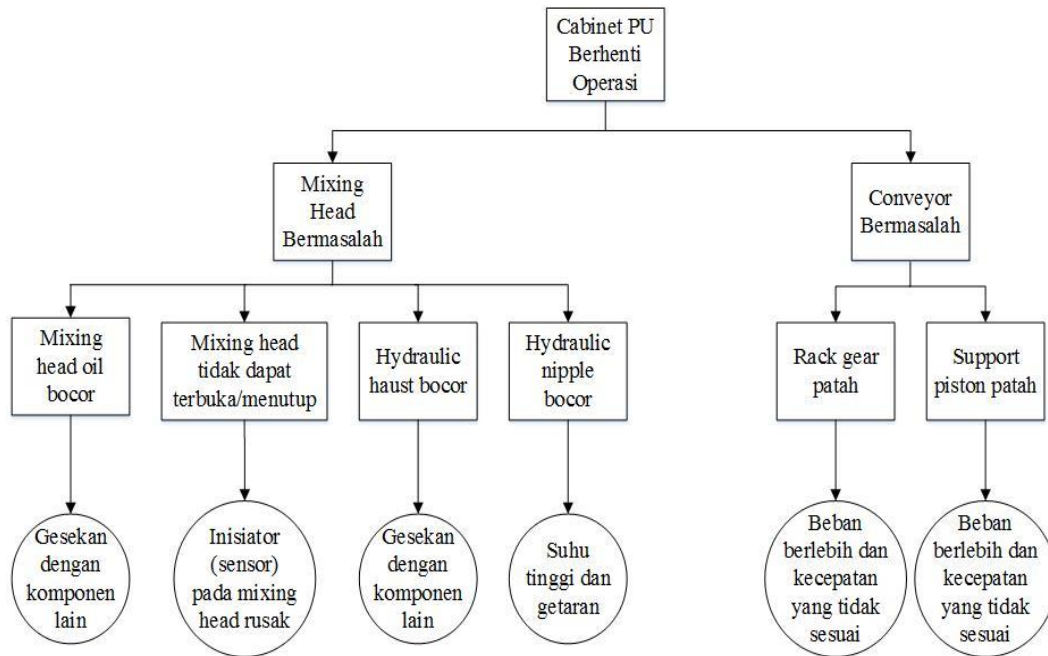 Cabinet PU
Berhenti
Operasi
Mixing
Head
Bermasalah
Conveyor
Bermasalah
Mixing
head oil
bocor
Mixing head
tidak dapat
terbuka/menutup
Hydraulic
haust bocor
Hydraulic
nipple
bocor
Rack gear
patah
Support
piston patah
Gesekan
dengan
komponen
lain
Inisiator
(sensor)
pada mixing
head rusak
Gesekan
dengan
komponen
lain
Suhu
tinggi dan
getaran
Beban
berlebih dan
kecepatan
yang tidak
sesuai
Beban
berlebih dan
kecepatan
yang tidak
sesuai